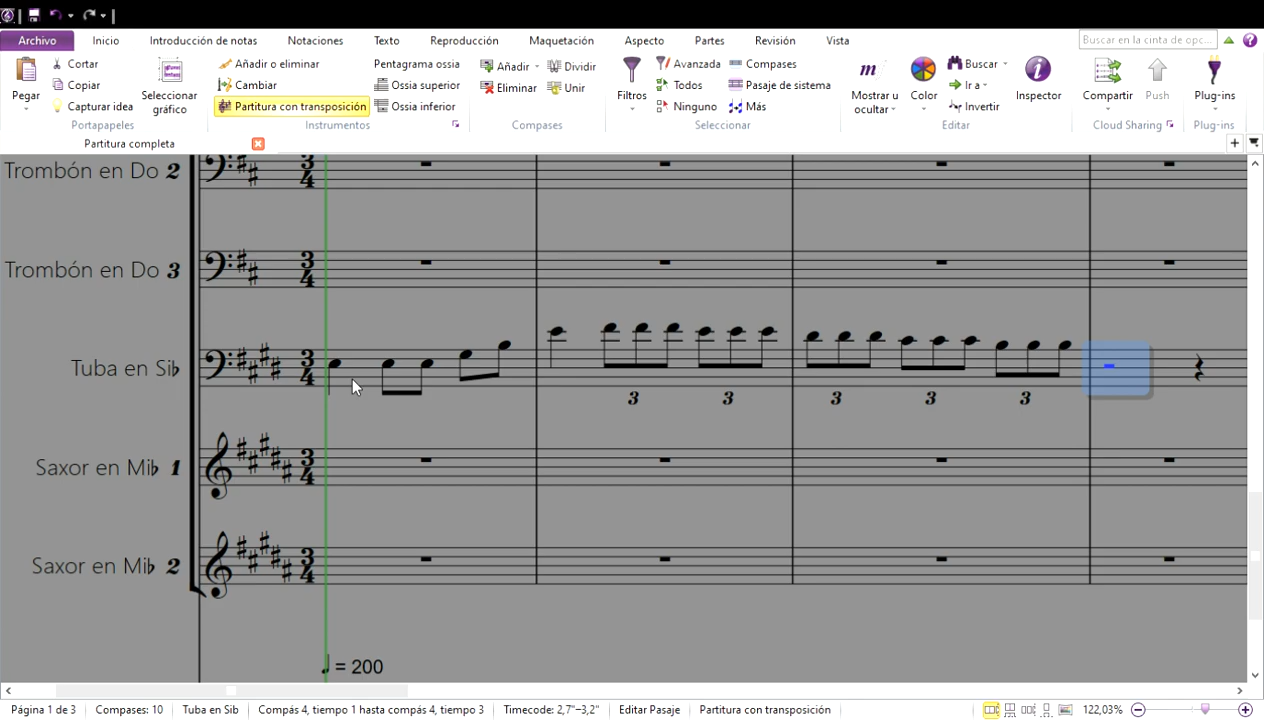 Archivo Inicio Introducción de notas Notaciones Texto Reproducción Maquetación Aspecto Partes Revisión Vista Buscar en la cinta de opc...
Pegar
Cortar
Copiar
Capturar idea
Seleccionar
gráfico
Portapapeles
Añadir o eliminar
Cambiar
Partitura con transposición
Pentagrama ossia
Ossia superior
Ossia inferior
Instrumentos
Añadir
Eliminar
Dividir
Unir
Compases
Filtros
Avanzada
Todos
Ninguno
Compases
Pasaje de sistema
Más
Seleccionar
Mostrar u
ocultar
Color
Buscar
Ir a
Invertir
Inspector
Editar
Compartir
Push
Cloud Sharing
Plug-ins
Plug-ins
Partitura completa
Trombón en Do 2
Trombón en Do 3
Tuba en Si♭
3 3 3 3 3
Saxor en Mi♭ 1
Saxor en Mi♭ 2
= 200
Página 1 de 3 Compases: 10 Tuba en Sib Compás 4, tiempo 1 hasta compás 4, tiempo 3 Timecode: 2,7"–3,2" Editar Pasaje Partitura con transposición 122,03%